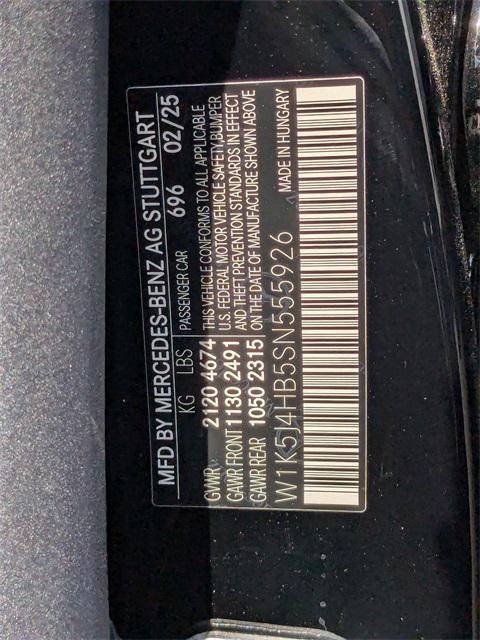 MFD BY MERCEDES-BENZ AG STUTTGART
KG LBS PASSENGER CAR 696 02/25
GVWR 2120 4674 THIS VEHICLE CONFORMS TO ALL APPLICABLE
GAWR FRONT 1130 2491 U.S. FEDERAL MOTOR VEHICLE SAFETY, BUMPER
AND THEFT PREVENTION STANDARDS IN EFFECT
GAWR REAR 1050 2315 ON THE DATE OF MANUFACTURE SHOWN ABOVE
W1K5J4HB5SN555926 MADE IN HUNGARY